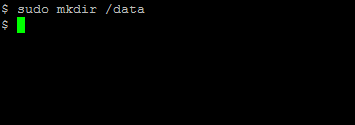 $ sudo mkdir /data
$